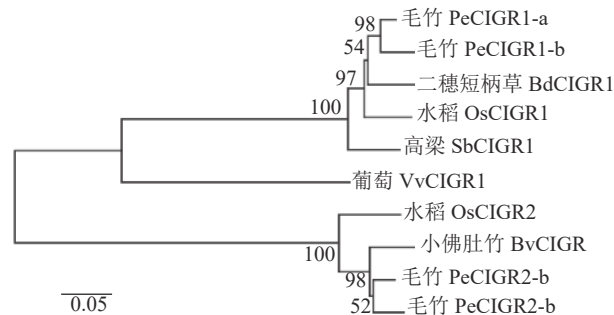 98
毛竹 PeCIGR1-a
54
毛竹 PeCIGR1-b
97
二穗短柄草 BdCIGR1
100
水稻 OsCIGR1
高粱 SbCIGR1
葡萄 VvCIGR1
水稻 OsCIGR2
100
小佛肚竹 BvCIGR
98
毛竹 PeCIGR2-b
52
毛竹 PeCIGR2-b
0.05